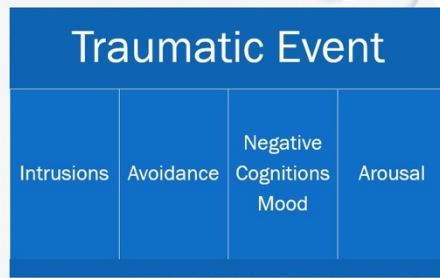 Traumatic Event
Intrusions
Avoidance
Negative
Cognitions
Mood
Arousal